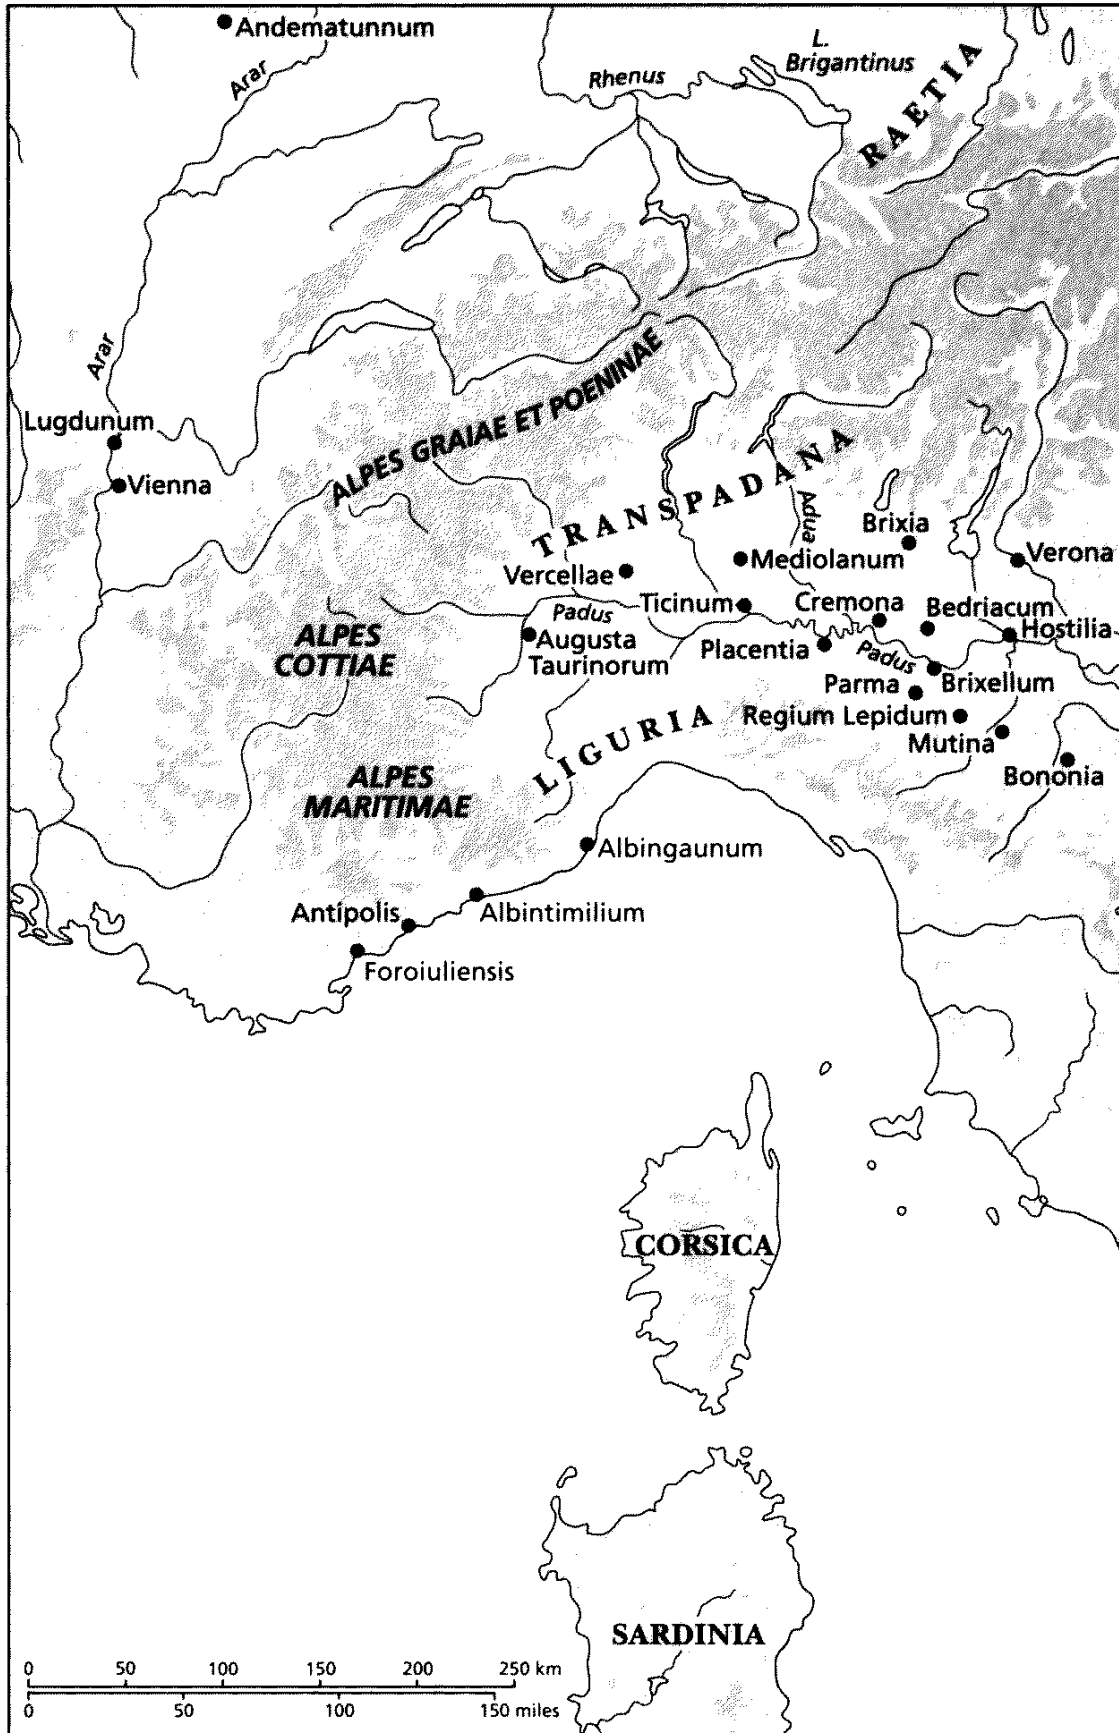 Andematunnum
Arar
L.
Brigantinus
Rhenus
RAETIA
Arar
Lugdunum
Vienna
ALPES GRAIAE ET POENINAE
TRANSPADANA
Adua
Brixia
Mediolanum
Verona
Vercellae
Padus
Ticinum
Cremona
Bedriacum
Hostilia
Augusta
Taurinorum
ALPES
COTTIAE
Placentia
Padus
Parma
Brixellum
Regium Lepidum
Mutina
Bononia
LIGURIA
ALPES
MARITIMAE
Albingaunum
Antipolis
Albintimilium
Foroiuliensis
CORSICA
SARDINIA
0 50 100 150 200 250 km
0 50 100 150 miles